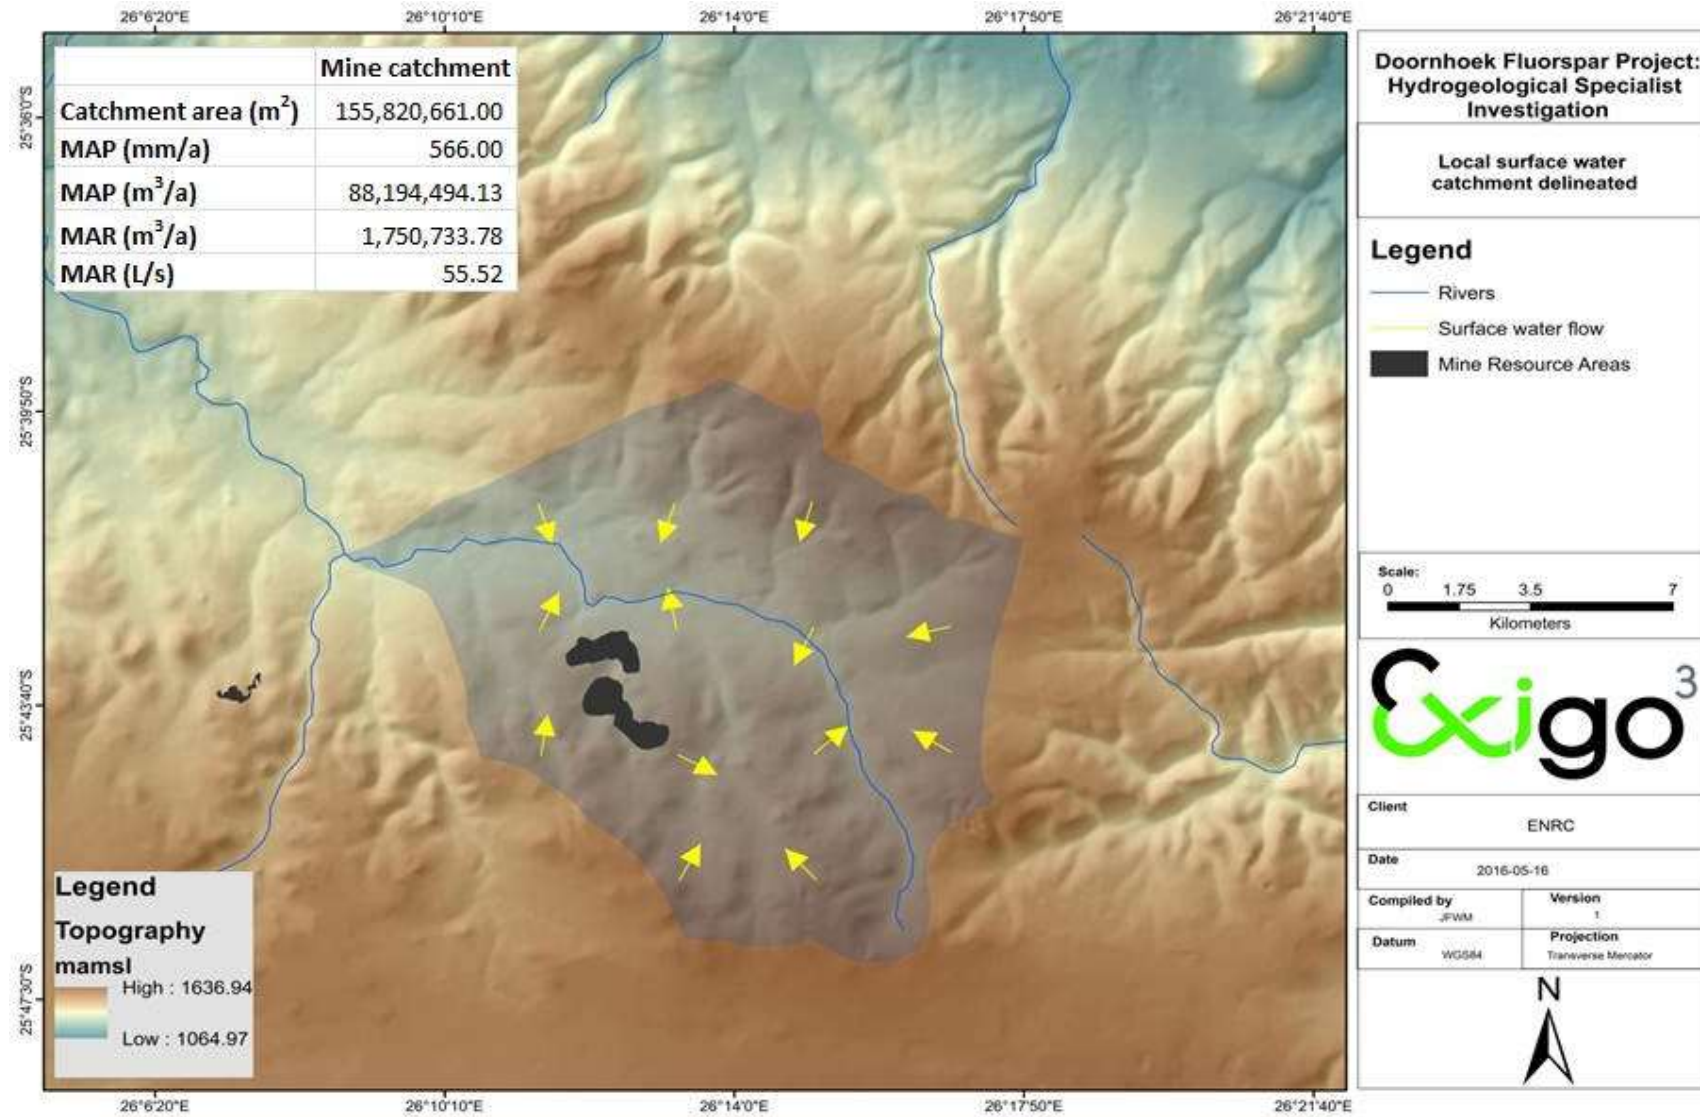 26°6'20"E 26°10'10"E 26°14'0"E 26°17'50"E 26°21'40"E
25°36'0"S
25°39'50"S
25°43'40"S
25°47'30"S
Mine catchment
Catchment area (m²) 155,820,661.00
MAP (mm/a) 566.00
MAP (m³/a) 88,194,494.13
MAR (m³/a) 1,750,733.78
MAR (L/s) 55.52
Legend
Topography
mamsl
High : 1636.94
Low : 1064.97
26°6'20"E 26°10'10"E 26°14'0"E 26°17'50"E 26°21'40"E
Doornhoek Fluorspar Project:
Hydrogeological Specialist
Investigation
Local surface water
catchment delineated
Legend
Rivers
Surface water flow
Mine Resource Areas
Scale:
0 1.75 3.5 7
Kilometers
Exigo3
Client
ENRC
Date
2016-05-16
Compiled by
JFWM
Version
1
Datum
WGS84
Projection
Transverse Mercator
N